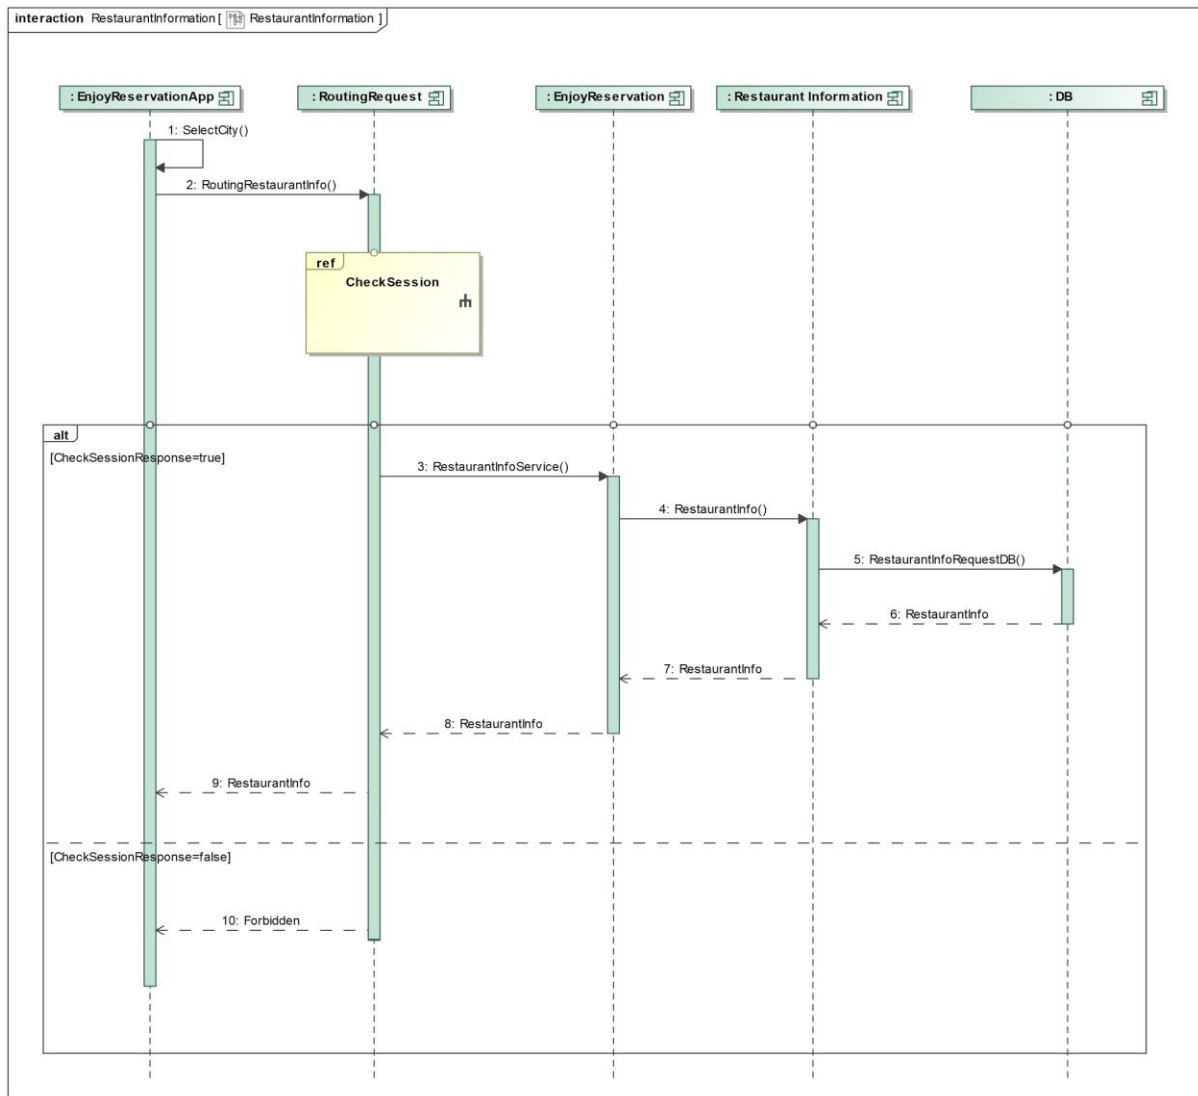 interaction RestaurantInformation [ RestaurantInformation ]
: EnjoyReservationApp
: RoutingRequest
: EnjoyReservation
: Restaurant Information
: DB
1: SelectCity()
2: RoutingRestaurantInfo()
ref
CheckSession
alt
[CheckSessionResponse=true]
3: RestaurantInfoService()
4: RestaurantInfo()
5: RestaurantInfoRequestDB()
6: RestaurantInfo
7: RestaurantInfo
8: RestaurantInfo
9: RestaurantInfo
[CheckSessionResponse=false]
10: Forbidden